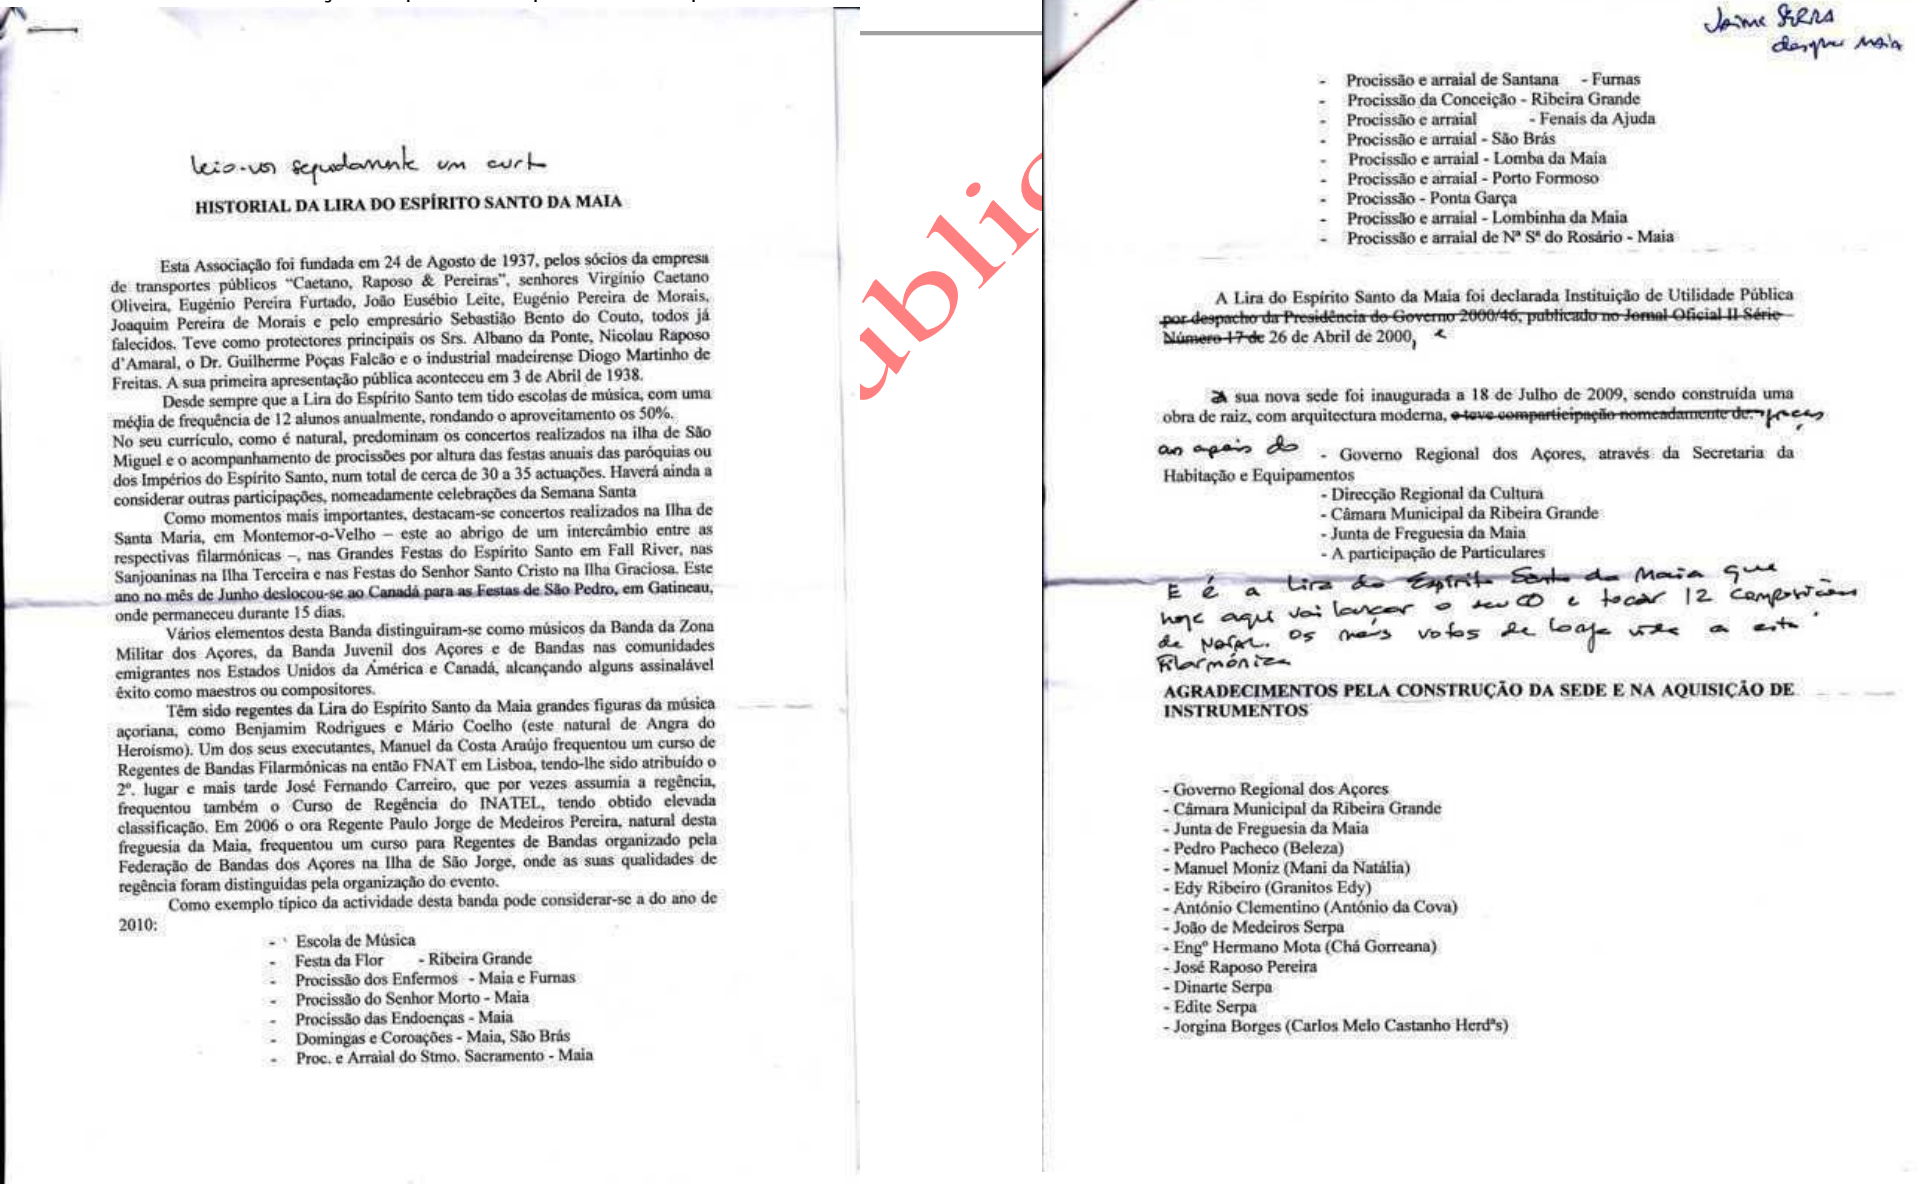 leio-vos seguidamente um curto
HISTORIAL DA LIRA DO ESPÍRITO SANTO DA MAIA
Esta Associação foi fundada em 24 de Agosto de 1937, pelos sócios da empresa
de transportes públicos “Caetano, Raposo & Pereiras”, senhores Virgínio Caetano
Oliveira, Eugénio Pereira Furtado, João Eusébio Leite, Eugénio Pereira de Morais,
Joaquim Pereira de Morais e pelo empresário Sebastião Bento do Couto, todos já
falecidos. Teve como protectores principais os Srs. Albano da Ponte, Nicolau Raposo
d’Amaral, o Dr. Guilherme Poças Falcão e o industrial madeirense Diogo Martinho de
Freitas. A sua primeira apresentação pública aconteceu em 3 de Abril de 1938.
Desde sempre que a Lira do Espírito Santo tem tido escolas de música, com uma
média de frequência de 12 alunos anualmente, rondando o aproveitamento os 50%.
No seu currículo, como é natural, predominam os concertos realizados na ilha de São
Miguel e o acompanhamento de procissões por altura das festas anuais das paróquias ou
dos Impérios do Espírito Santo, num total de cerca de 30 a 35 actuações. Haverá ainda a
considerar outras participações, nomeadamente celebrações da Semana Santa
Como momentos mais importantes, destacam-se concertos realizados na Ilha de
Santa Maria, em Montemor-o-Velho – este ao abrigo de um intercâmbio entre as
respectivas filarmónicas –, nas Grandes Festas do Espírito Santo em Fall River, nas
Sanjoaninas na Ilha Terceira e nas Festas do Senhor Santo Cristo na Ilha Graciosa. Este
ano no mês de Junho deslocou-se ao Canadá para as Festas de São Pedro, em Gatineau,
onde permaneceu durante 15 dias.
Vários elementos desta Banda distinguiram-se como músicos da Banda da Zona
Militar dos Açores, da Banda Juvenil dos Açores e de Bandas nas comunidades
emigrantes nos Estados Unidos da América e Canadá, alcançando alguns assinalável
êxito como maestros ou compositores.
Têm sido regentes da Lira do Espírito Santo da Maia grandes figuras da música
açoriana, como Benjamim Rodrigues e Mário Coelho (este natural de Angra do
Heroísmo). Um dos seus executantes, Manuel da Costa Araújo frequentou um curso de
Regentes de Bandas Filarmónicas na então FNAT em Lisboa, tendo-lhe sido atribuído o
2º. lugar e mais tarde José Fernando Carreiro, que por vezes assumia a regência,
frequentou também o Curso de Regência do INATEL, tendo obtido elevada
classificação. Em 2006 o ora Regente Paulo Jorge de Medeiros Pereira, natural desta
freguesia da Maia, frequentou um curso para Regentes de Bandas organizado pela
Federação de Bandas dos Açores na Ilha de São Jorge, onde as suas qualidades de
regência foram distinguidas pela organização do evento.
Como exemplo típico da actividade desta banda pode considerar-se a do ano de
2010:
- Escola de Música
- Festa da Flor - Ribeira Grande
- Procissão dos Enfermos - Maia e Furnas
- Procissão do Senhor Morto - Maia
- Procissão das Endoenças - Maia
- Domingas e Coroações - Maia, São Brás
- Proc. e Arraial do Stmo. Sacramento - Maia
ublic
Jaime SERRA
Maia
- Procissão e arraial de Santana - Furnas
- Procissão da Conceição - Ribeira Grande
- Procissão e arraial - Fenais da Ajuda
- Procissão e arraial - São Brás
- Procissão e arraial - Lomba da Maia
- Procissão e arraial - Porto Formoso
- Procissão - Ponta Garça
- Procissão e arraial - Lombinha da Maia
- Procissão e arraial de Nª Sª do Rosário - Maia
A Lira do Espírito Santo da Maia foi declarada Instituição de Utilidade Pública
por despacho da Presidência do Governo 2000/46, publicado no Jornal Oficial II Série
Número 17 de 26 de Abril de 2000, e
A sua nova sede foi inaugurada a 18 de Julho de 2009, sendo construída uma
obra de raiz, com arquitectura moderna, e teve comparticipação nomeadamente de: graças
ao apoio do - Governo Regional dos Açores, através da Secretaria da
Habitação e Equipamentos
- Direcção Regional da Cultura
- Câmara Municipal da Ribeira Grande
- Junta de Freguesia da Maia
- A participação de Particulares
E é a Lira do Espírito Santo da Maia que
hoje aqui vai lançar o seu CD e tocar 12 composições
de Natal. Os meus votos de longa vida a esta
Filarmónica
AGRADECIMENTOS PELA CONSTRUÇÃO DA SEDE E NA AQUISIÇÃO DE
INSTRUMENTOS
- Governo Regional dos Açores
- Câmara Municipal da Ribeira Grande
- Junta de Freguesia da Maia
- Pedro Pacheco (Beleza)
- Manuel Moniz (Mani da Natália)
- Edy Ribeiro (Granitos Edy)
- António Clementino (António da Cova)
- João de Medeiros Serpa
- Engº Hermano Mota (Chá Gorreana)
- José Raposo Pereira
- Dinarte Serpa
- Edite Serpa
- Jorgina Borges (Carlos Melo Castanho Herdªs)